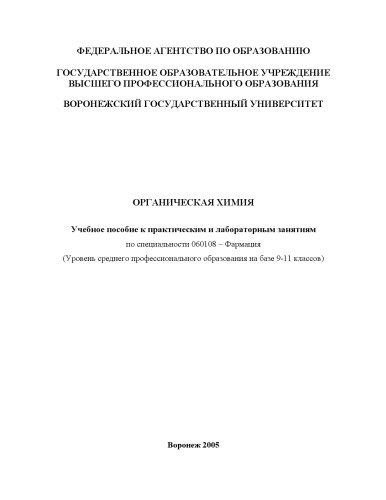 ФЕДЕРАЛЬНОЕ АГЕНТСТВО ПО ОБРАЗОВАНИЮ
ГОСУДАРСТВЕННОЕ ОБРАЗОВАТЕЛЬНОЕ УЧРЕЖДЕНИЕ
ВЫСШЕГО ПРОФЕССИОНАЛЬНОГО ОБРАЗОВАНИЯ
ВОРОНЕЖСКИЙ ГОСУДАРСТВЕННЫЙ УНИВЕРСИТЕТ
ОРГАНИЧЕСКАЯ ХИМИЯ
Учебное пособие к практическим и лабораторным занятиям
по специальности 060108 – Фармация
(Уровень среднего профессионального образования на базе 9-11 классов)
Воронеж 2005